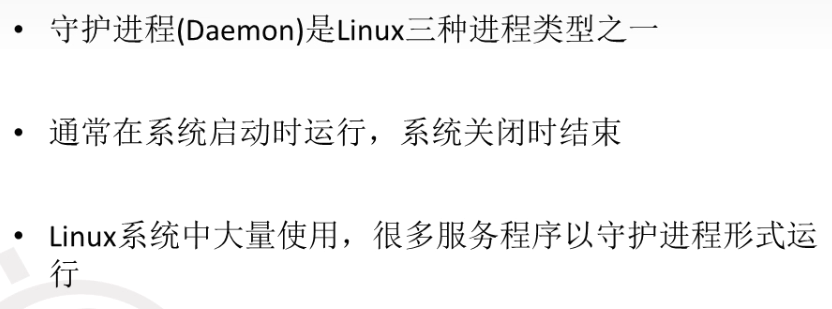 • 守护进程(Daemon)是Linux三种进程类型之一
• 通常在系统启动时运行，系统关闭时结束
• Linux系统中大量使用，很多服务程序以守护进程形式运
行